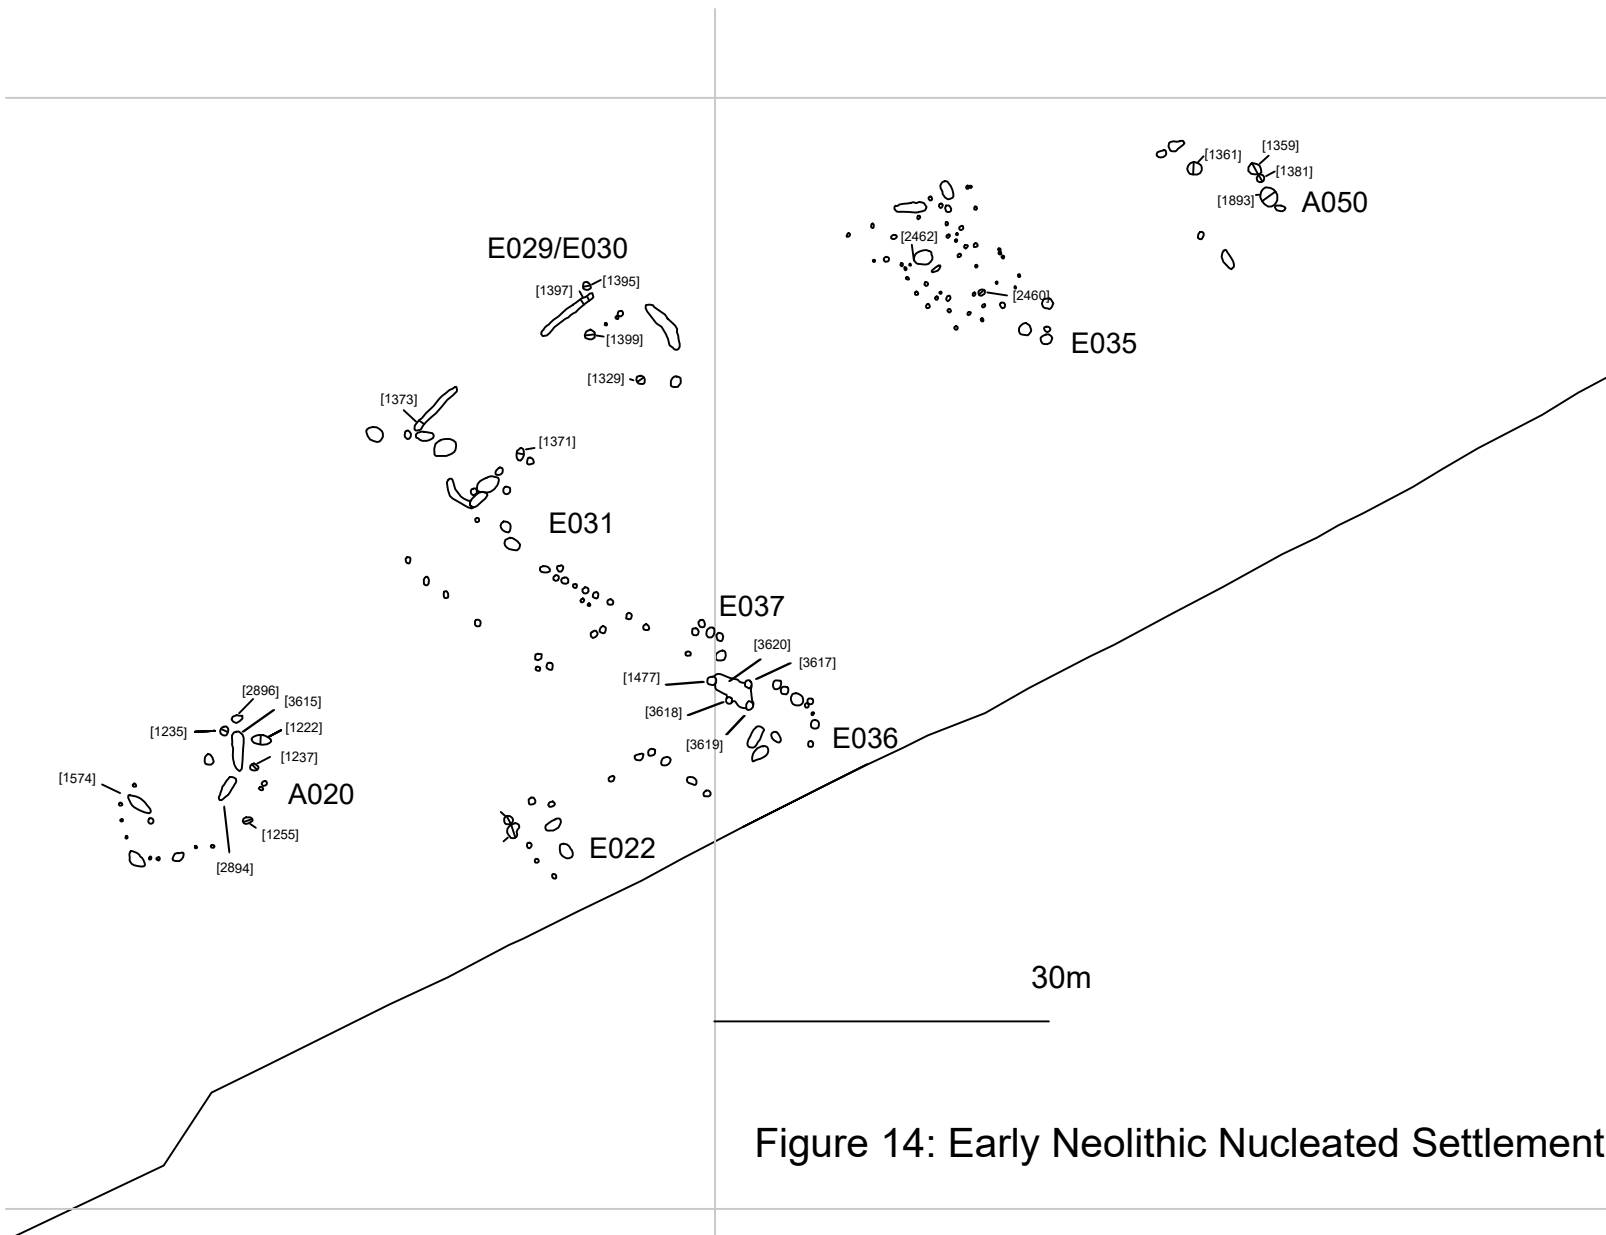 [1359]
[1361]
[1381]
[1893]
A050
[2462]
E029/E030
[1395]
[1397]
[2460]
[1399]
E035
[1329]
[1373]
[1371]
E031
E037
[3620]
[3617]
[1477]
[2896]
[3615]
[3618]
[1235]
[1222]
[3619]
E036
[1237]
[1574]
A020
[1255]
E022
[2894]
30m
Figure 14: Early Neolithic Nucleated Settlement